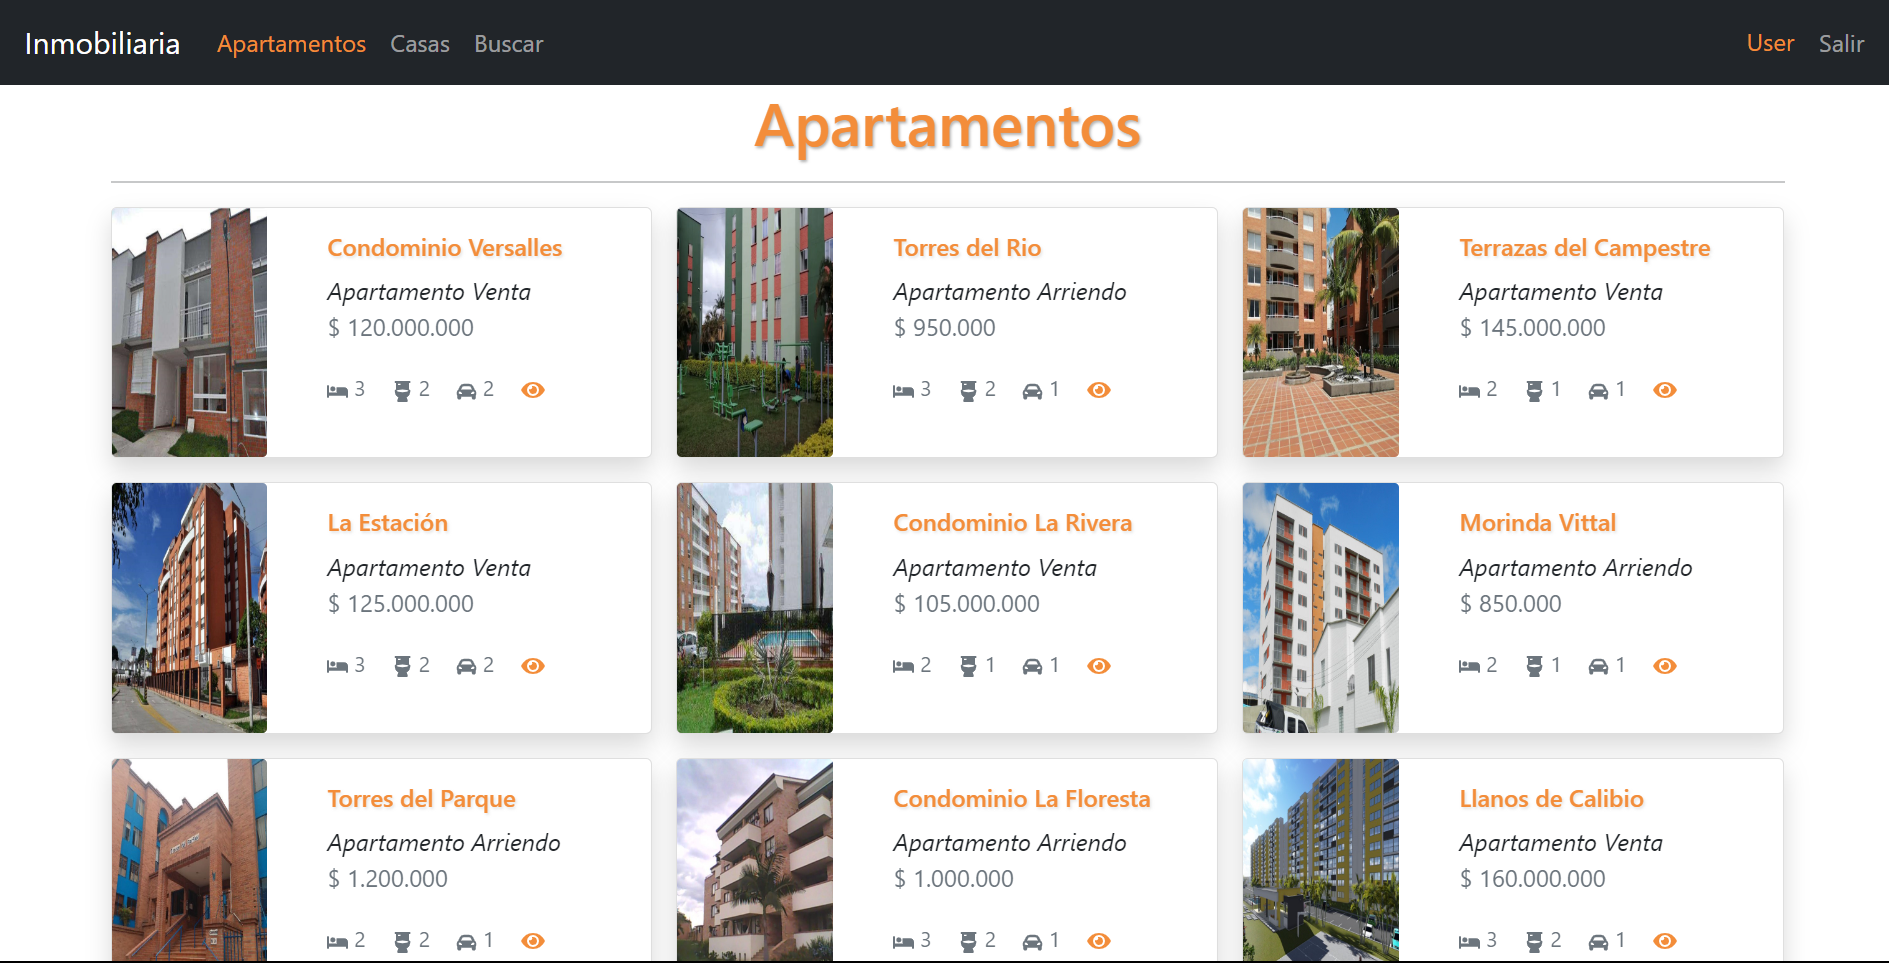 Inmobiliaria Apartamentos Casas Buscar User Salir
Apartamentos
Condominio Versalles
Apartamento Venta
$ 120.000.000
3 2 2
Torres del Rio
Apartamento Arriendo
$ 950.000
3 2 1
Terrazas del Campestre
Apartamento Venta
$ 145.000.000
2 1 1
La Estación
Apartamento Venta
$ 125.000.000
3 2 2
Condominio La Rivera
Apartamento Venta
$ 105.000.000
2 1 1
Morinda Vittal
Apartamento Arriendo
$ 850.000
2 1 1
Torres del Parque
Apartamento Arriendo
$ 1.200.000
2 2 1
Condominio La Floresta
Apartamento Arriendo
$ 1.000.000
3 2 1
Llanos de Calibio
Apartamento Venta
$ 160.000.000
3 2 1